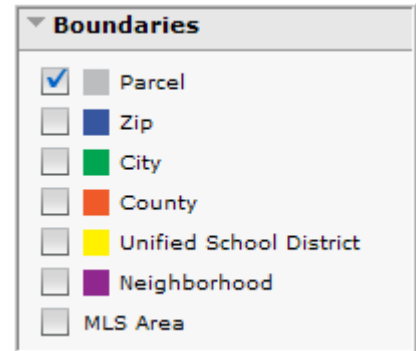 Boundaries
Parcel
Zip
City
County
Unified School District
Neighborhood
MLS Area